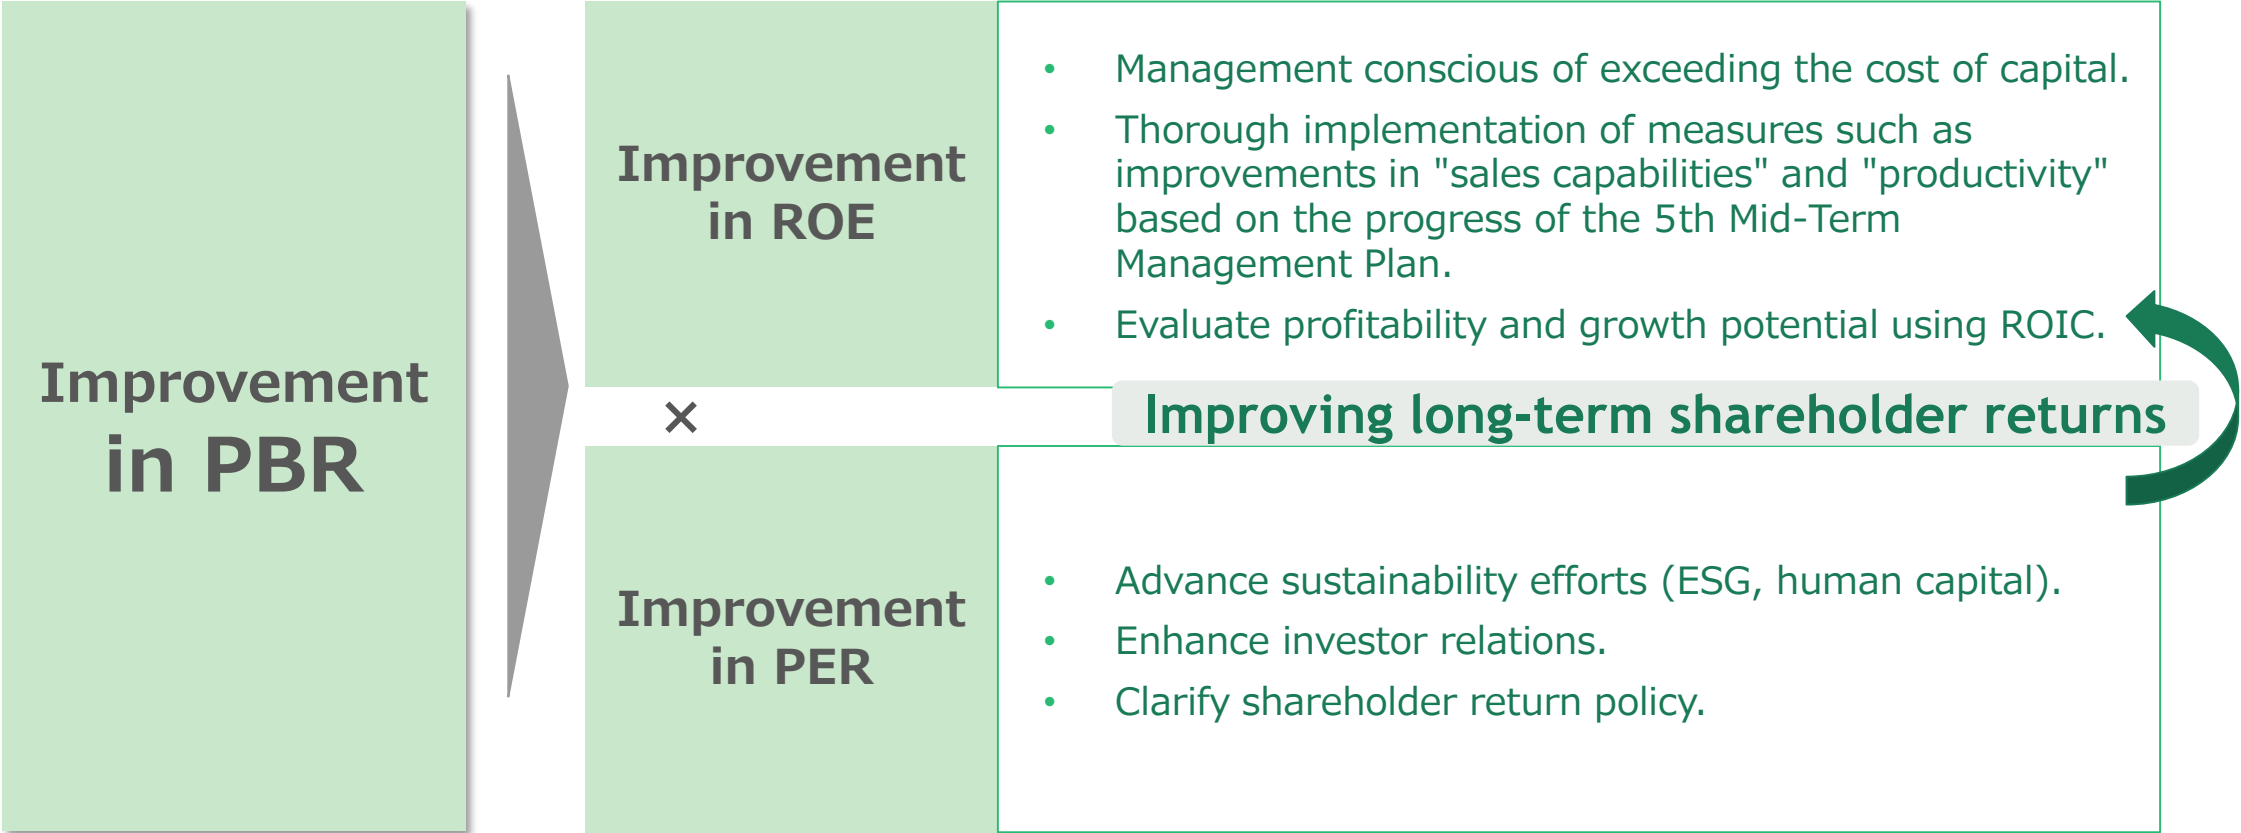 Improvement
in PBR
Improvement
in ROE
• Management conscious of exceeding the cost of capital.
• Thorough implementation of measures such as
improvements in "sales capabilities" and "productivity"
based on the progress of the 5th Mid-Term
Management Plan.
• Evaluate profitability and growth potential using ROIC.
×
Improving long-term shareholder returns
Improvement
in PER
• Advance sustainability efforts (ESG, human capital).
• Enhance investor relations.
• Clarify shareholder return policy.